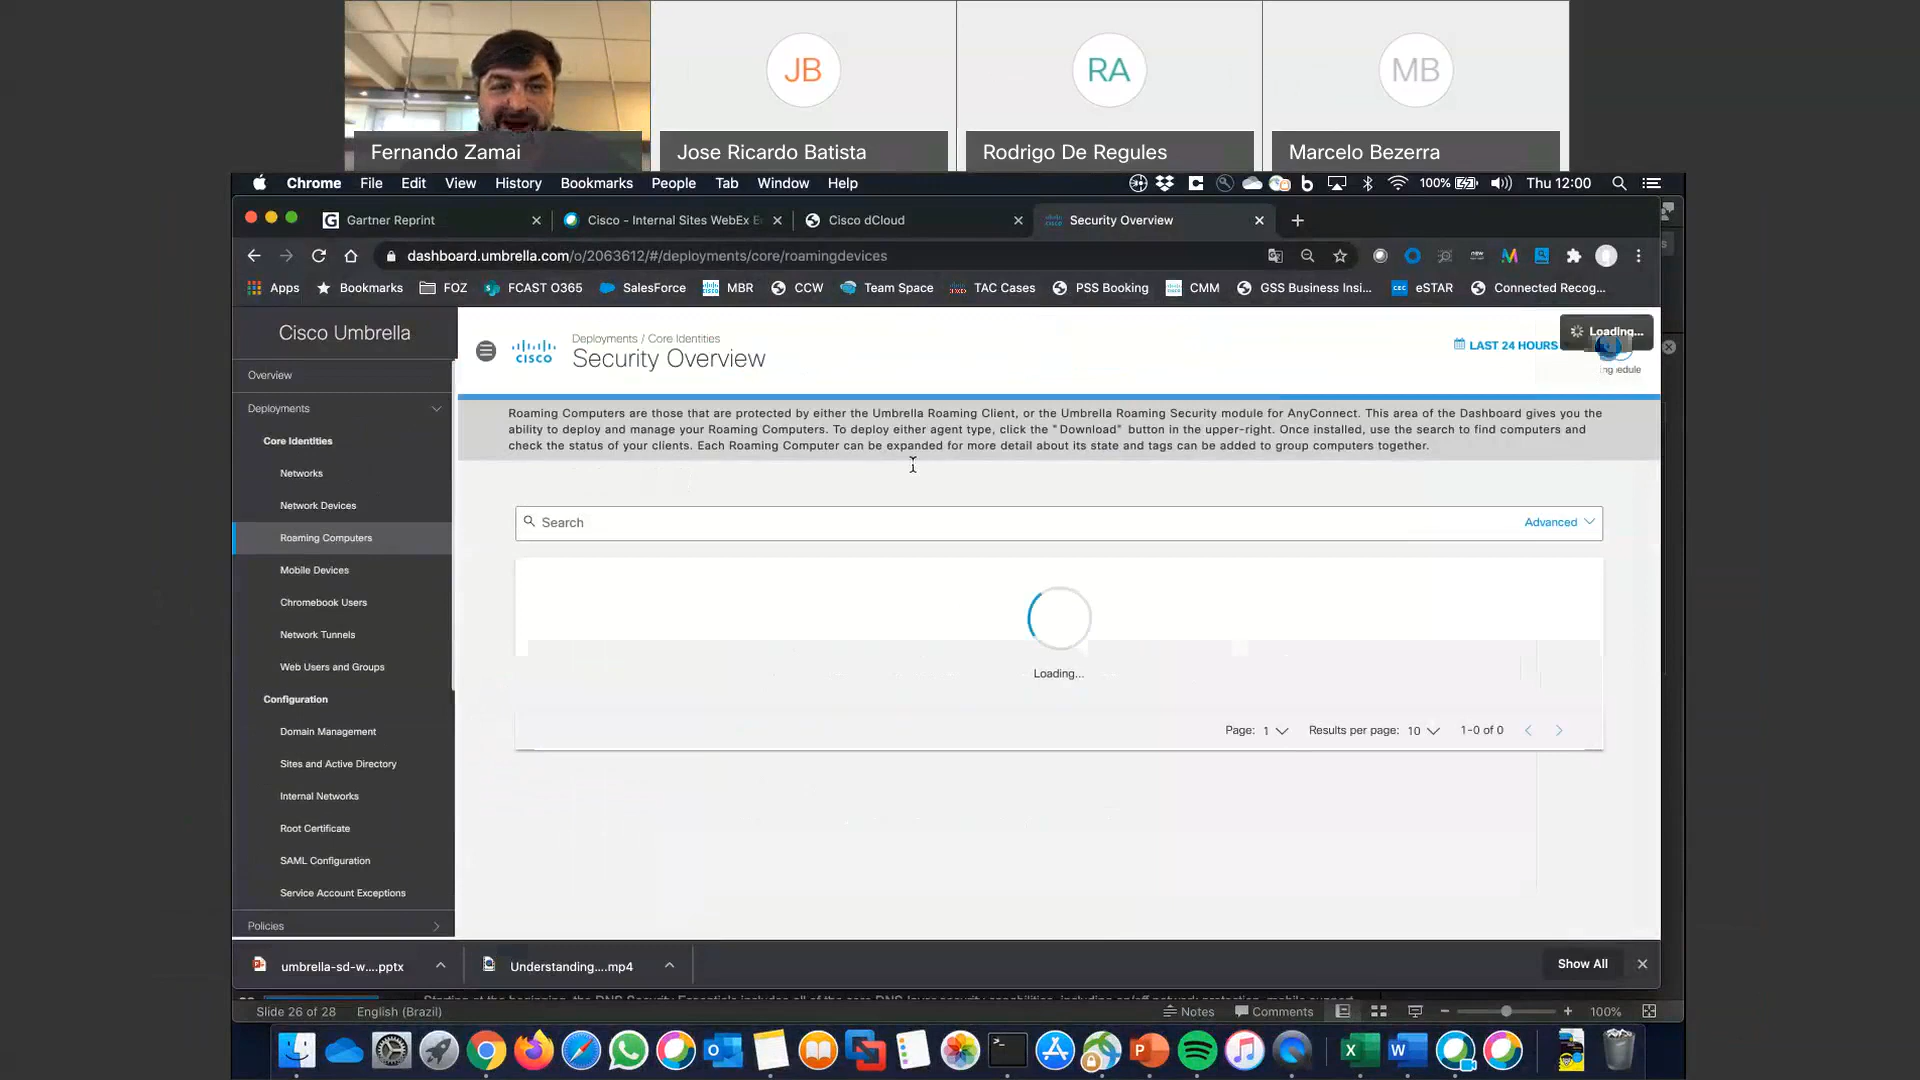 JB
RA
MB
Fernando Zamai
Jose Ricardo Batista
Rodrigo De Regules
Marcelo Bezerra
Chrome File Edit View History Bookmarks People Tab Window Help
100% Thu 12:00
Gartner Reprint
Cisco - Internal Sites WebEx E
Cisco dCloud
Security Overview
dashboard.umbrella.com/o/2063612/#/deployments/core/roamingdevices
Apps Bookmarks FOZ FCAST O365 SalesForce MBR CCW Team Space TAC Cases PSS Booking CMM GSS Business Insi... eSTAR Connected Recog...
Cisco Umbrella
Overview
Deployments
Core Identities
Networks
Network Devices
Roaming Computers
Mobile Devices
Chromebook Users
Network Tunnels
Web Users and Groups
Configuration
Domain Management
Sites and Active Directory
Internal Networks
Root Certificate
SAML Configuration
Service Account Exceptions
Policies
cisco
Deployments / Core Identities
Security Overview
LAST 24 HOURS
Loading...
Roaming Computers are those that are protected by either the Umbrella Roaming Client, or the Umbrella Roaming Security module for AnyConnect. This area of the Dashboard gives you the
ability to deploy and manage your Roaming Computers. To deploy either agent type, click the "Download" button in the upper-right. Once installed, use the search to find computers and
check the status of your clients. Each Roaming Computer can be expanded for more detail about its state and tags can be added to group computers together.
Search
Advanced
Loading...
Page: 1 Results per page: 10 1-0 of 0
umbrella-sd-w....pptx
Understanding....mp4
Show All
Slide 26 of 28 English (Brazil)
Notes Comments 100%